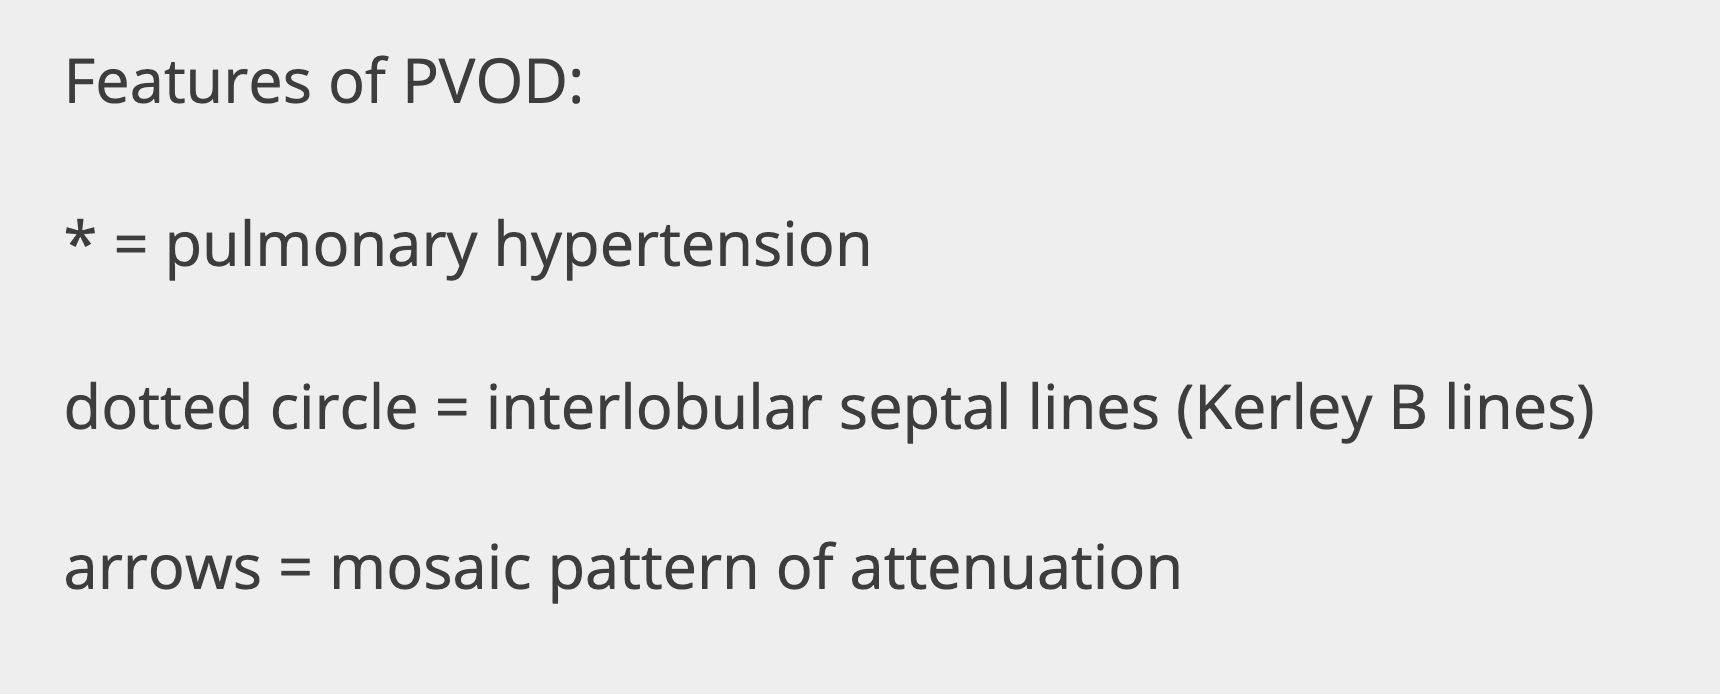 Features of PVOD:
* = pulmonary hypertension
dotted circle = interlobular septal lines (Kerley B lines)
arrows = mosaic pattern of attenuation